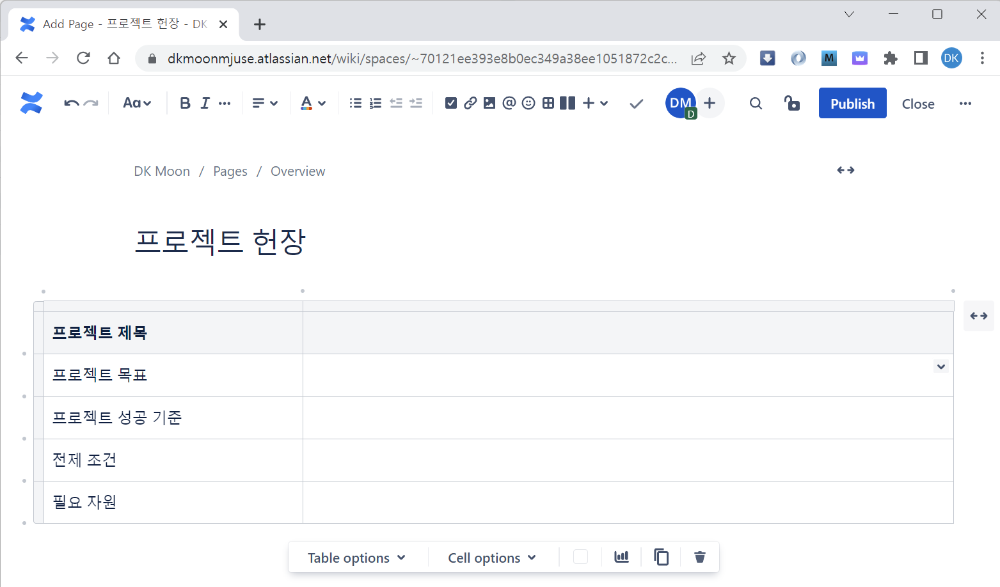 Add Page - 프로젝트 헌장 - DK
DK
dkmoonmjuse.atlassian.net/wiki/spaces/~70121ee393e8b0ec349a38ee1051872c2c...
M
DK
Aa
B I
A
@
DM
D
Publish
Close
DK Moon / Pages / Overview
프로젝트 헌장
프로젝트 제목
프로젝트 목표
프로젝트 성공 기준
전제 조건
필요 자원
Table options
Cell options